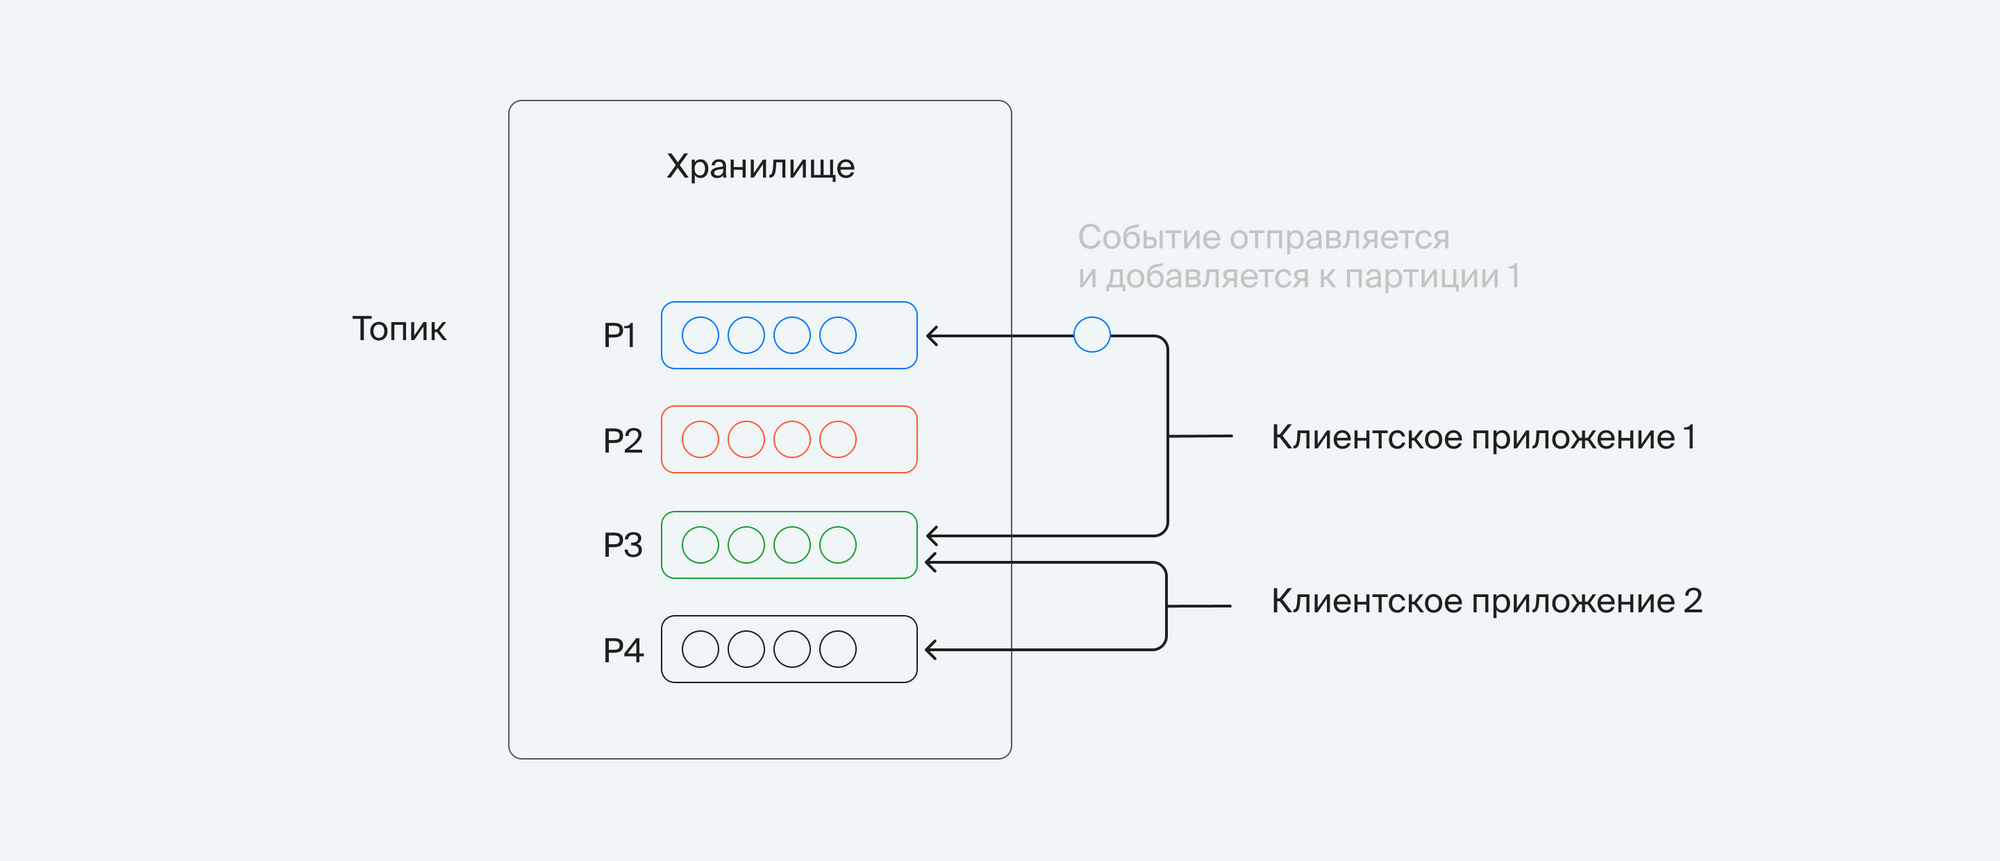 Хранилище
Событие отправляется
и добавляется к партиции 1
Топик
P1
P2
Клиентское приложение 1
P3
Клиентское приложение 2
P4